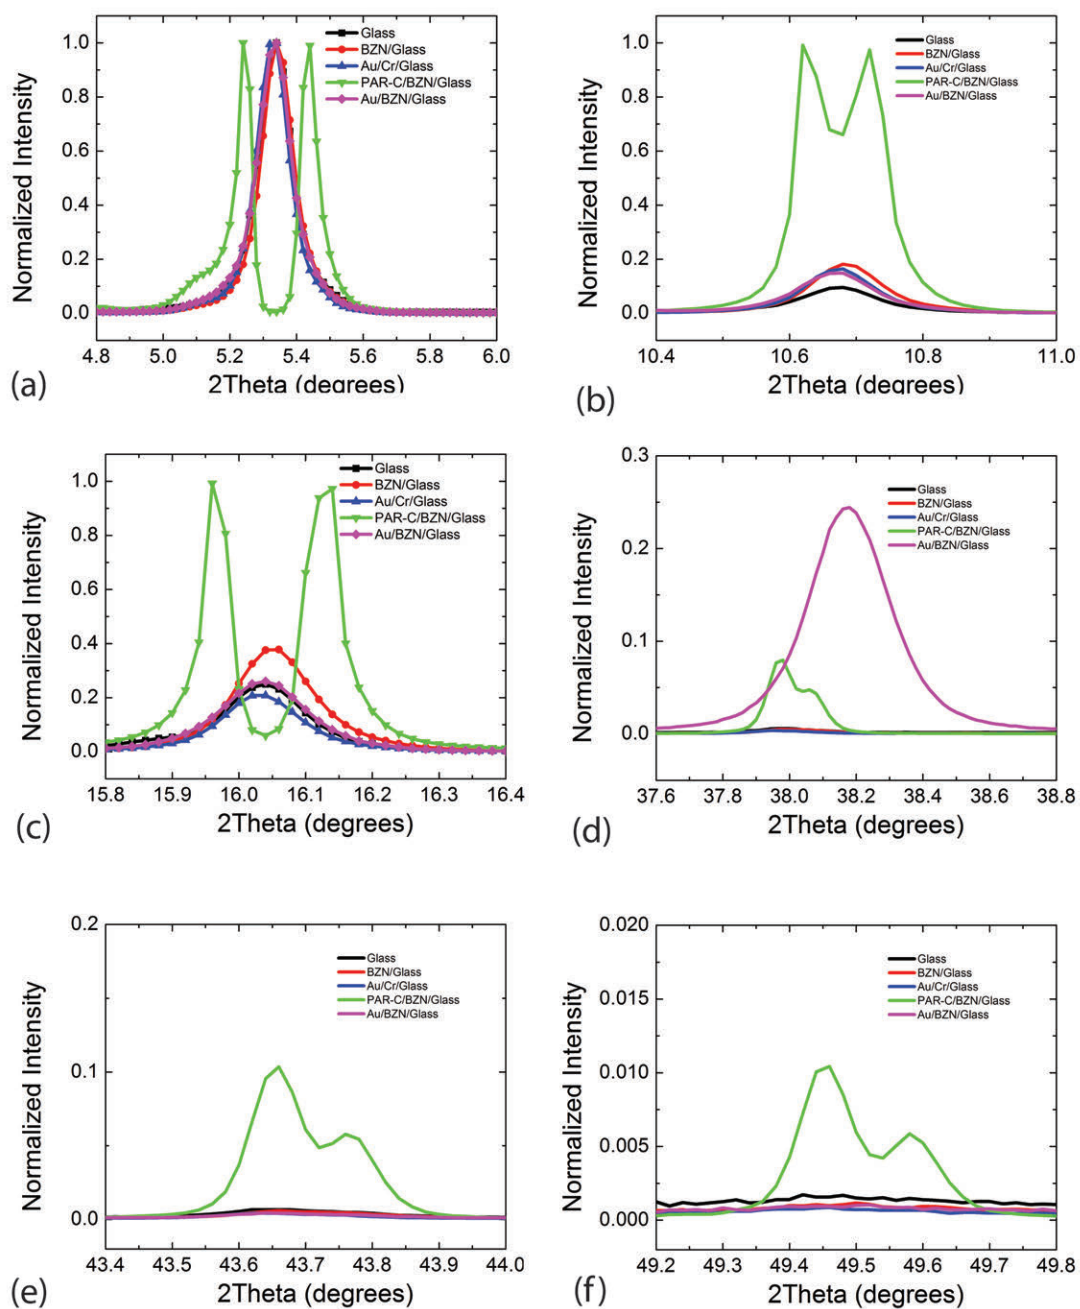 1.0
0.8
0.6
0.4
0.2
0.0
Normalized Intensity
Glass
BZN/Glass
Au/Cr/Glass
PAR-C/BZN/Glass
Au/BZN/Glass
4.8 5.0 5.2 5.4 5.6 5.8 6.0
2Theta (degrees)
(a)
1.0
0.8
0.6
0.4
0.2
0.0
Normalized Intensity
Glass
BZN/Glass
Au/Cr/Glass
PAR-C/BZN/Glass
Au/BZN/Glass
10.4 10.6 10.8 11.0
2Theta (degrees)
(b)
1.0
0.8
0.6
0.4
0.2
0.0
Normalized Intensity
Glass
BZN/Glass
Au/Cr/Glass
PAR-C/BZN/Glass
Au/BZN/Glass
15.8 15.9 16.0 16.1 16.2 16.3 16.4
2Theta (degrees)
(c)
0.3
0.2
0.1
0.0
Normalized Intensity
Glass
BZN/Glass
Au/Cr/Glass
PAR-C/BZN/Glass
Au/BZN/Glass
37.6 37.8 38.0 38.2 38.4 38.6 38.8
2Theta (degrees)
(d)
0.2
0.1
0.0
Normalized Intensity
Glass
BZN/Glass
Au/Cr/Glass
PAR-C/BZN/Glass
Au/BZN/Glass
43.4 43.5 43.6 43.7 43.8 43.9 44.0
2Theta (degrees)
(e)
0.020
0.015
0.010
0.005
0.000
Normalized Intensity
Glass
BZN/Glass
Au/Cr/Glass
PAR-C/BZN/Glass
Au/BZN/Glass
49.2 49.3 49.4 49.5 49.6 49.7 49.8
2Theta (degrees)
(f)